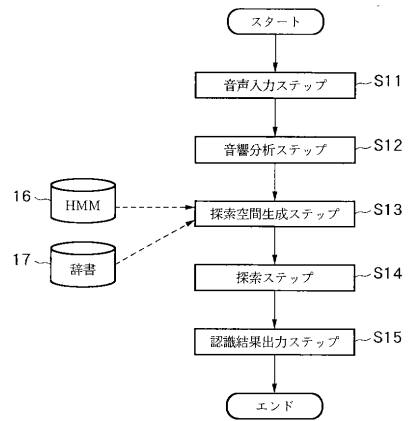 スタート
音声入力ステップ
S11
音響分析ステップ
S12
16
HMM
探索空間生成ステップ
S13
17
辞書
探索ステップ
S14
認識結果出力ステップ
S15
エンド